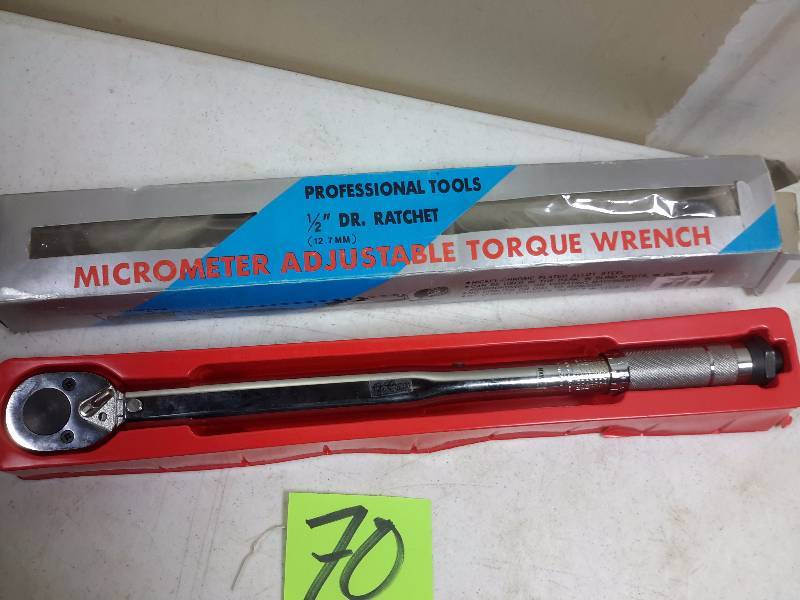 PROFESSIONAL TOOLS
1/2" DR. RATCHET
(12.7MM)
MICROMETER ADJUSTABLE TORQUE WRENCH
70